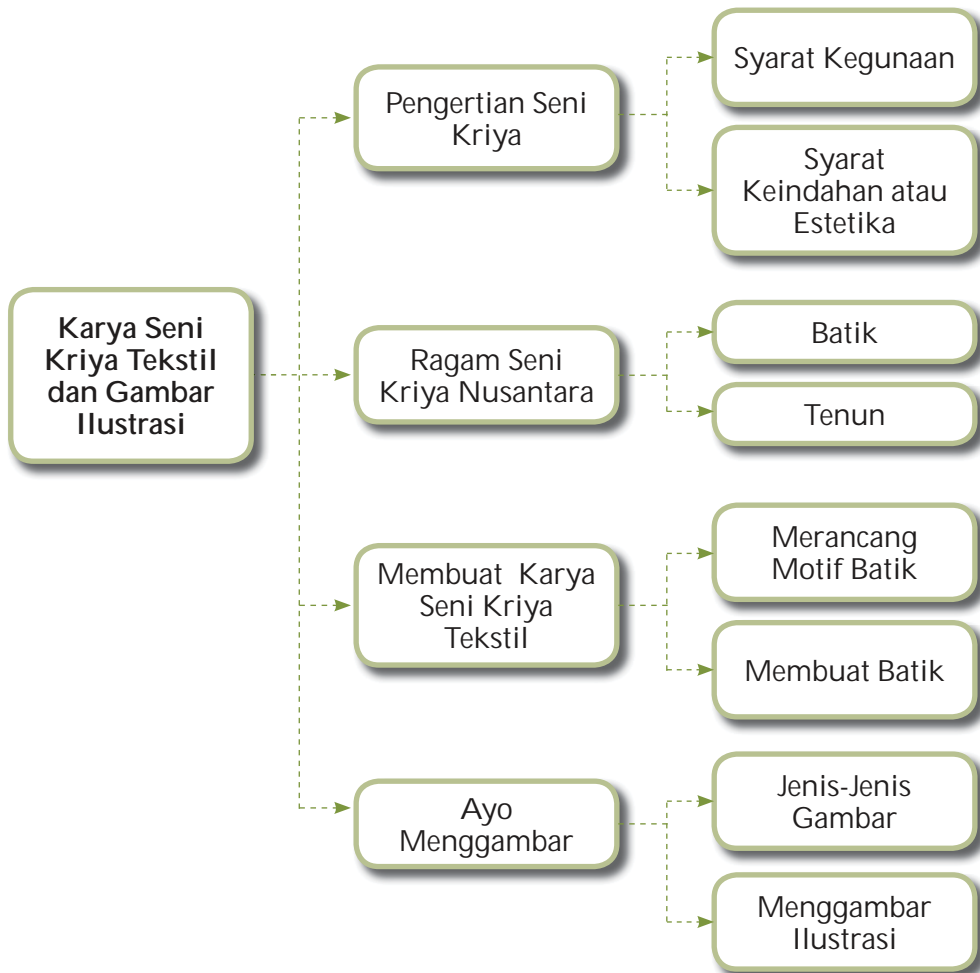 Karya Seni
Kriya Tekstil
dan Gambar
Ilustrasi
Pengertian Seni
Kriya
Syarat Kegunaan
Syarat
Keindahan atau
Estetika
Ragam Seni
Kriya Nusantara
Batik
Tenun
Membuat Karya
Seni Kriya
Tekstil
Merancang
Motif Batik
Membuat Batik
Ayo
Menggambar
Jenis-Jenis
Gambar
Menggambar
Ilustrasi